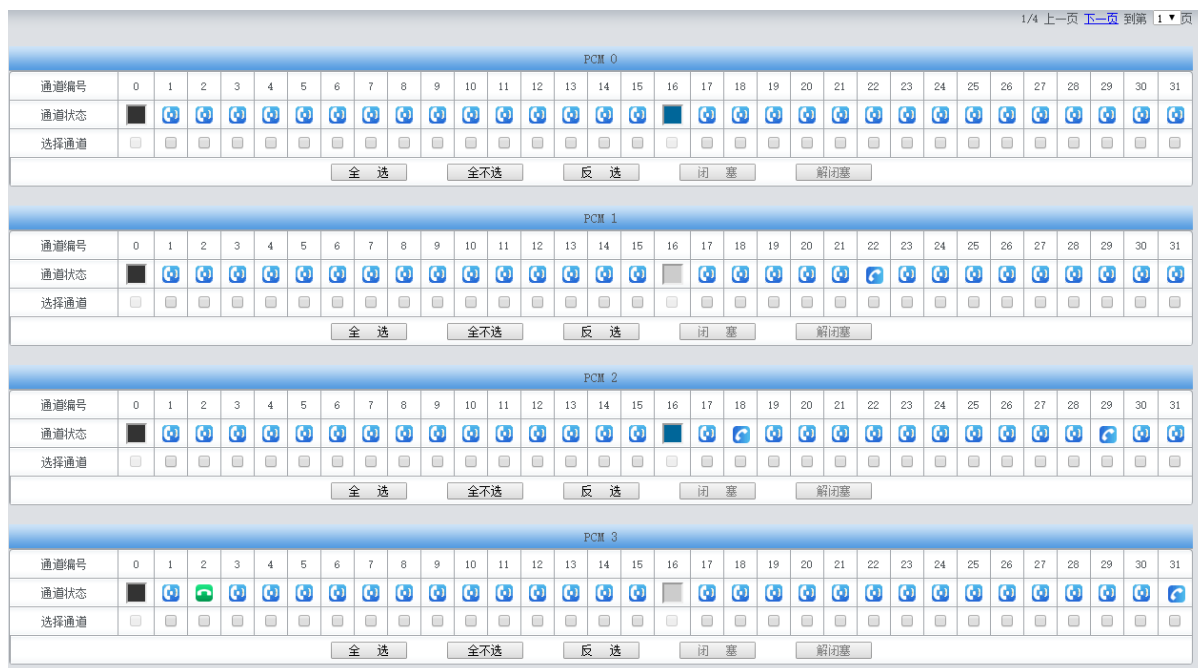 1/4 上一页 下一页 到第 1 页
PCM 0
通道编号 0 1 2 3 4 5 6 7 8 9 10 11 12 13 14 15 16 17 18 19 20 21 22 23 24 25 26 27 28 29 30 31
通道状态
选择通道
全 选 全不选 反 选 闭 塞 解闭塞
PCM 1
通道编号 0 1 2 3 4 5 6 7 8 9 10 11 12 13 14 15 16 17 18 19 20 21 22 23 24 25 26 27 28 29 30 31
通道状态
选择通道
全 选 全不选 反 选 闭 塞 解闭塞
PCM 2
通道编号 0 1 2 3 4 5 6 7 8 9 10 11 12 13 14 15 16 17 18 19 20 21 22 23 24 25 26 27 28 29 30 31
通道状态
选择通道
全 选 全不选 反 选 闭 塞 解闭塞
PCM 3
通道编号 0 1 2 3 4 5 6 7 8 9 10 11 12 13 14 15 16 17 18 19 20 21 22 23 24 25 26 27 28 29 30 31
通道状态
选择通道
全 选 全不选 反 选 闭 塞 解闭塞